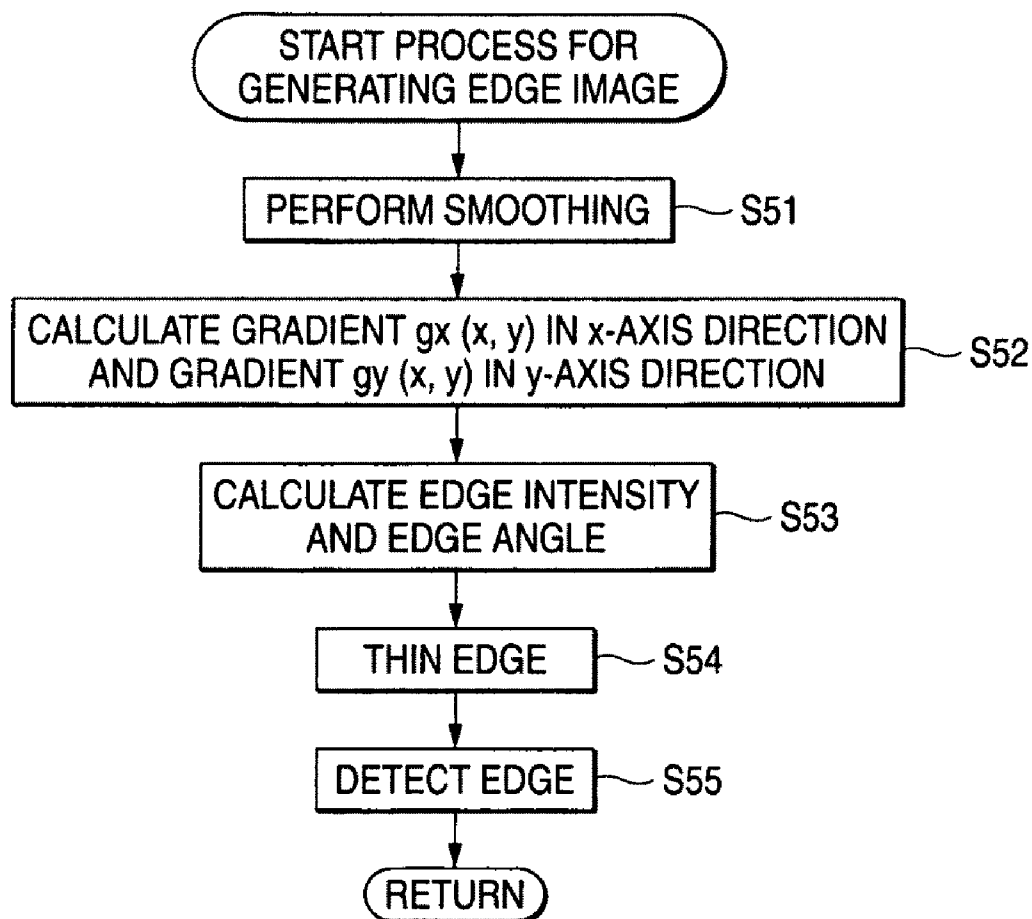 START PROCESS FOR
GENERATING EDGE IMAGE
PERFORM SMOOTHING
S51
CALCULATE GRADIENT gx (x, y) IN x-AXIS DIRECTION
AND GRADIENT gy (x, y) IN y-AXIS DIRECTION
S52
CALCULATE EDGE INTENSITY
AND EDGE ANGLE
S53
THIN EDGE
S54
DETECT EDGE
S55
RETURN